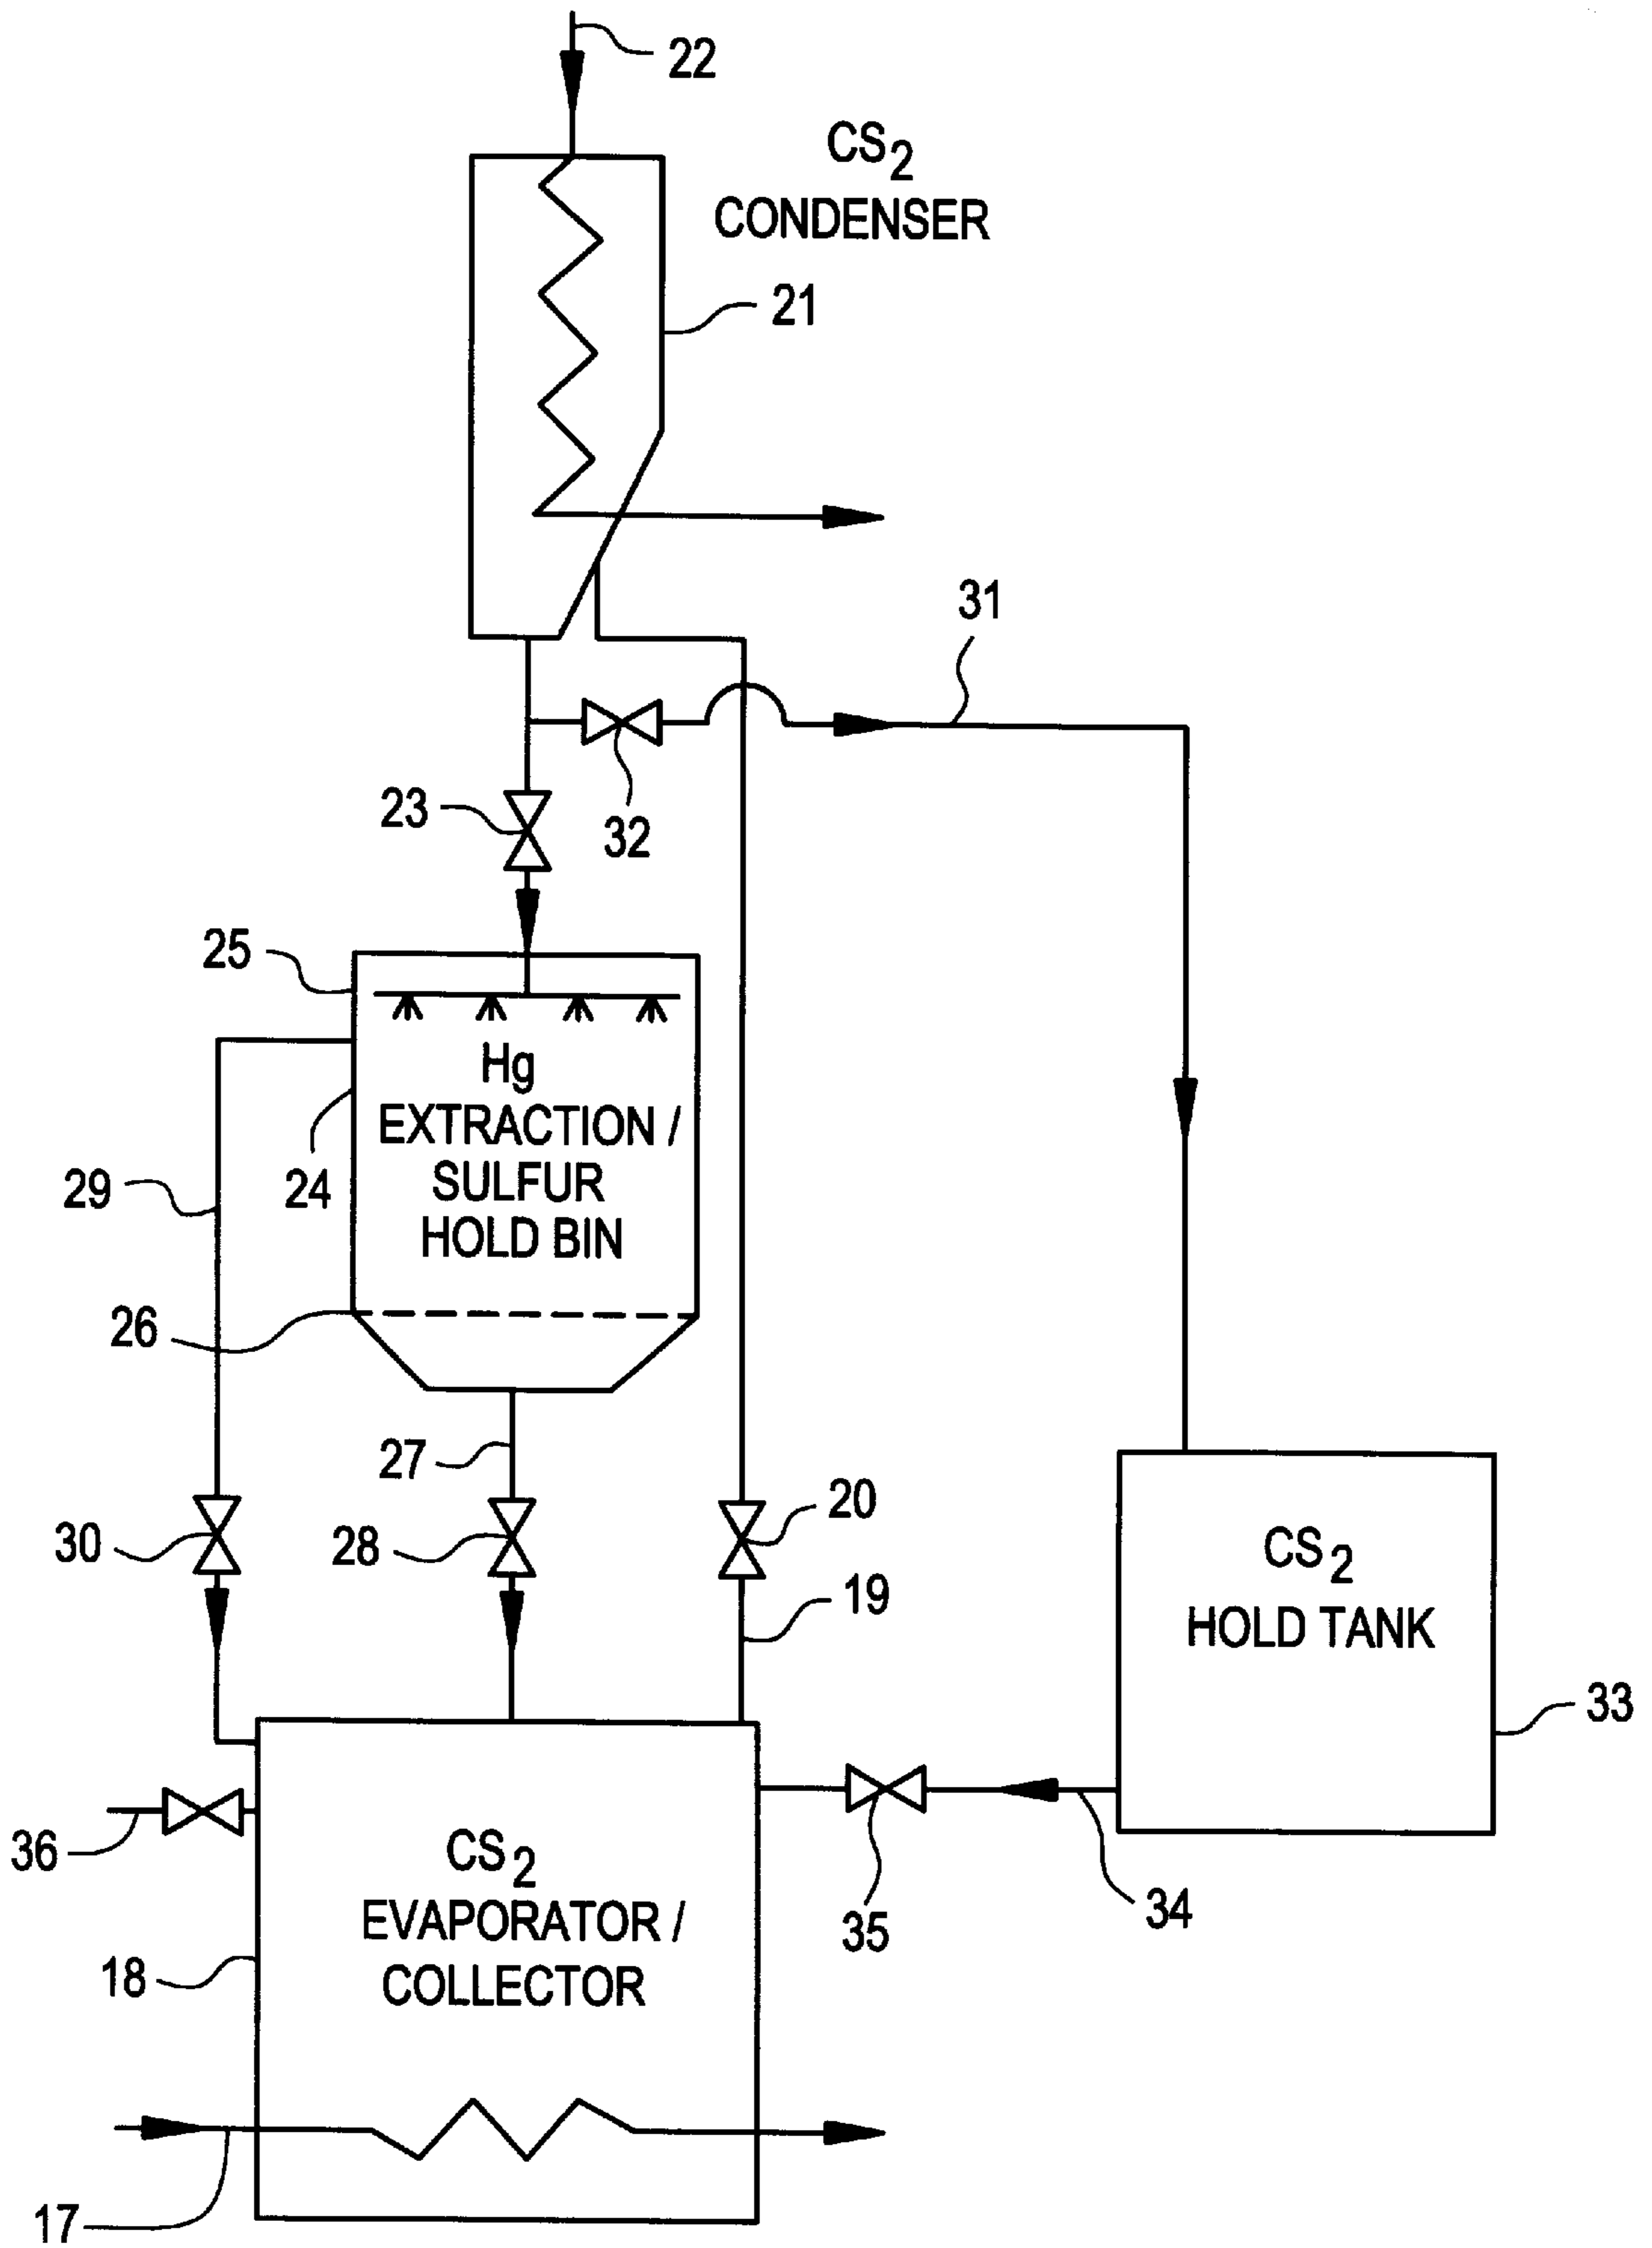 22
CS2
CONDENSER
21
31
23
32
25
Hg
EXTRACTION /
SULFUR
HOLD BIN
24
29
26
27
20
30
28
CS2
HOLD TANK
19
33
36
CS2
EVAPORATOR /
COLLECTOR
35
34
18
17